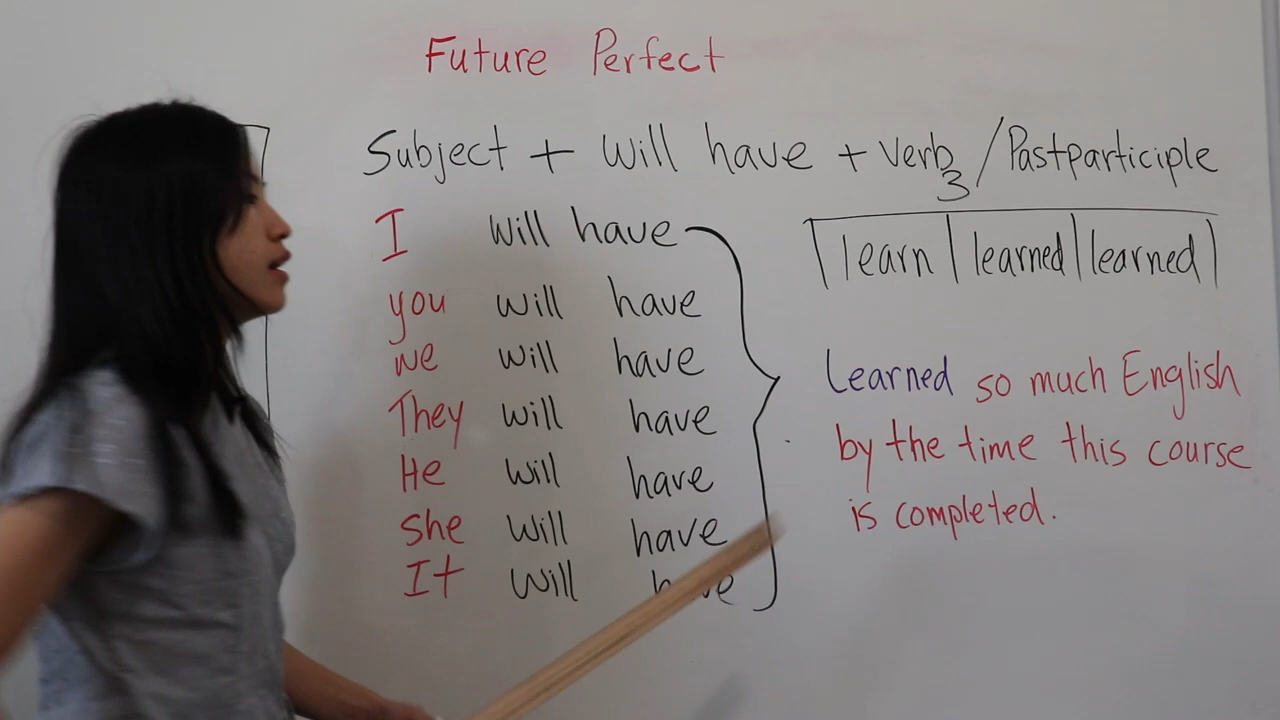 Future Perfect
Subject + will have + Verb3 / Pastparticiple
I will have
you will have
we will have
They will have
He will have
she will have
It will
learn | learned | learned
Learned so much English
by the time this course
is completed.